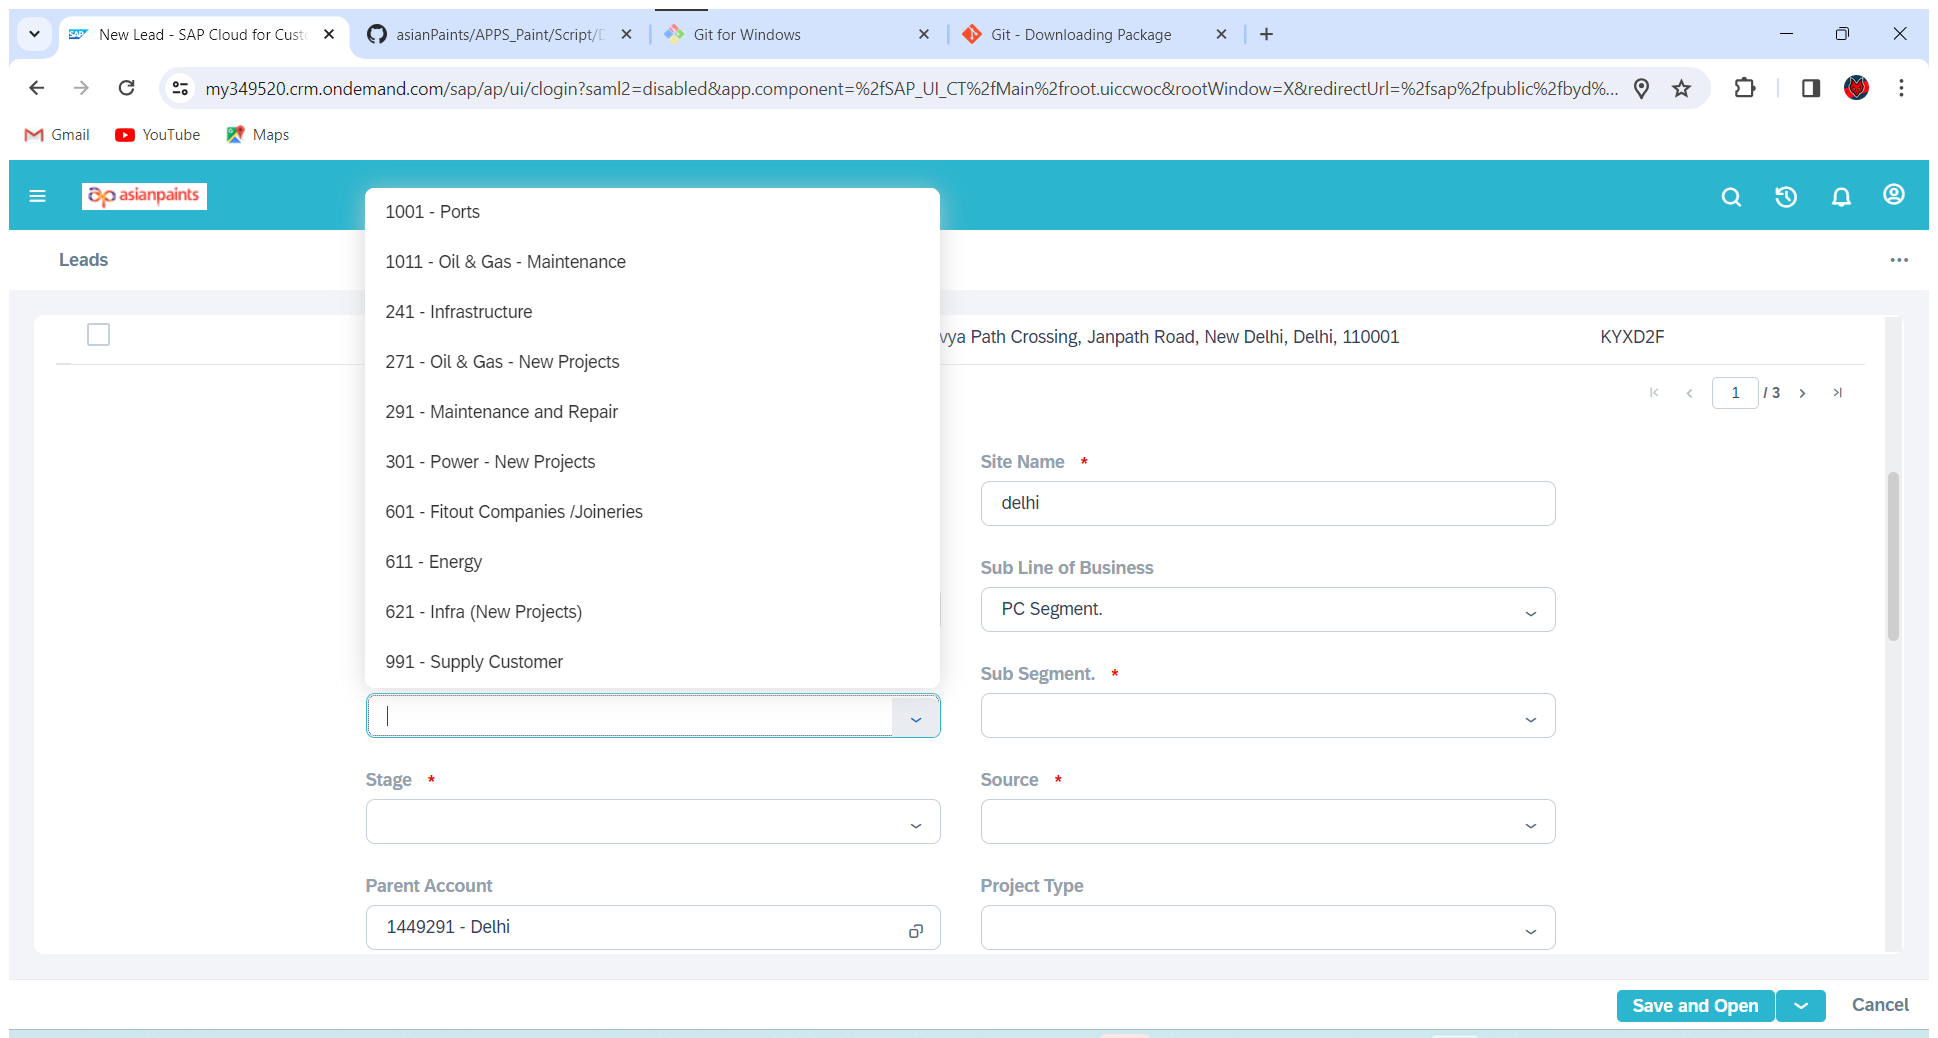 New Lead - SAP Cloud for Cust
asianPaints/APPS_Paint/Script/D
Git for Windows
Git - Downloading Package
my349520.crm.ondemand.com/sap/ap/ui/clogin?saml2=disabled&app.component=%2fSAP_UI_CT%2fMain%2froot.uiccwoc&rootWindow=X&redirectUrl=%2fsap%2fpublic%2fbyd%2f...
Gmail
YouTube
Maps
ap asianpaints
Leads
vya Path Crossing, Janpath Road, New Delhi, Delhi, 110001
KYXD2F
1 / 3
1001 - Ports
1011 - Oil & Gas - Maintenance
241 - Infrastructure
271 - Oil & Gas - New Projects
291 - Maintenance and Repair
301 - Power - New Projects
601 - Fitout Companies /Joineries
611 - Energy
621 - Infra (New Projects)
991 - Supply Customer
Site Name *
delhi
Sub Line of Business
PC Segment.
Sub Segment. *
Stage *
Source *
Parent Account
1449291 - Delhi
Project Type
Save and Open
Cancel